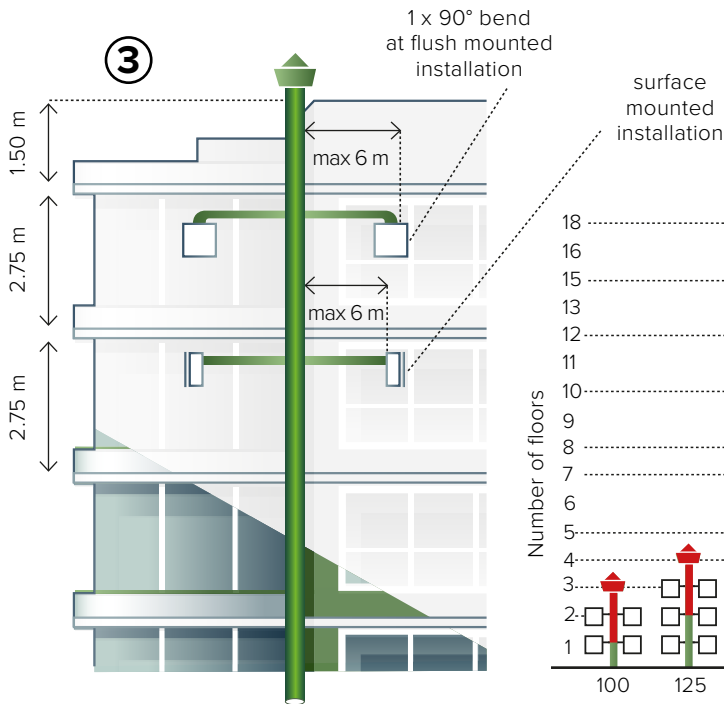 3
1 x 90° bend
at flush mounted
installation
surface
mounted
installation
1.50 m
max 6 m
2.75 m
max 6 m
2.75 m
Number of floors
18
16
15
13
12
11
10
9
8
7
6
5
4
3
2
1
100
125